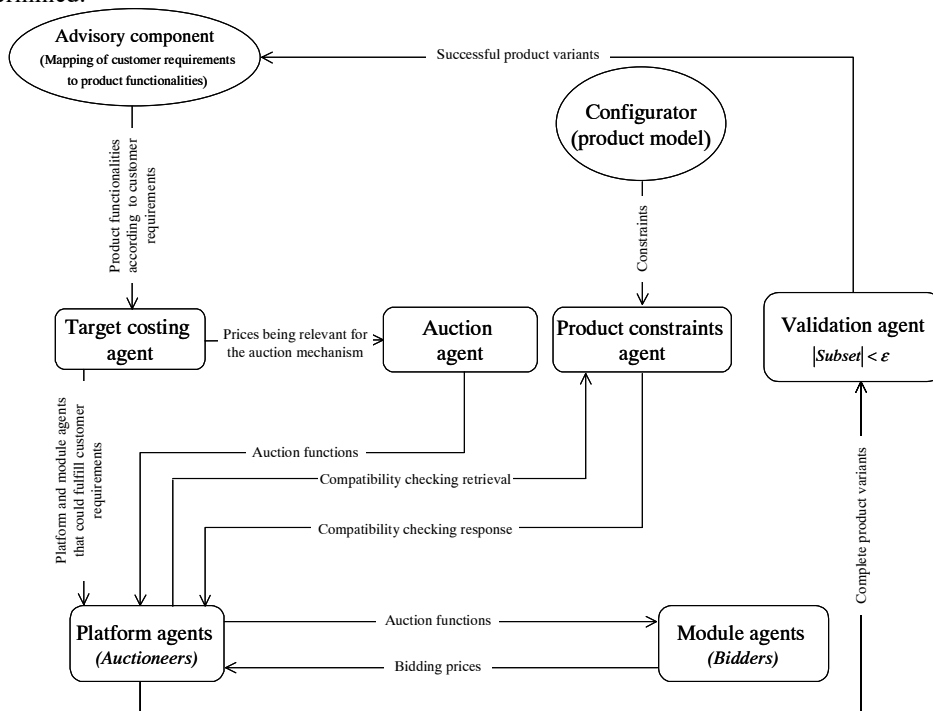 Advisory component
(Mapping of customer requirements
to product functionalities)
Successful product variants
Configurator
(product model)
Product functionalities
according to customer
requirements
Constraints
Target costing
agent
Prices being relevant for
the auction mechanism
Auction
agent
Product constraints
agent
Validation agent
|Subset| < ε
Platform and module agents
that could fulfill customer
requirements
Auction functions
Compatibility checking retrieval
Compatibility checking response
Complete product variants
Platform agents
(Auctioneers)
Auction functions
Bidding prices
Module agents
(Bidders)